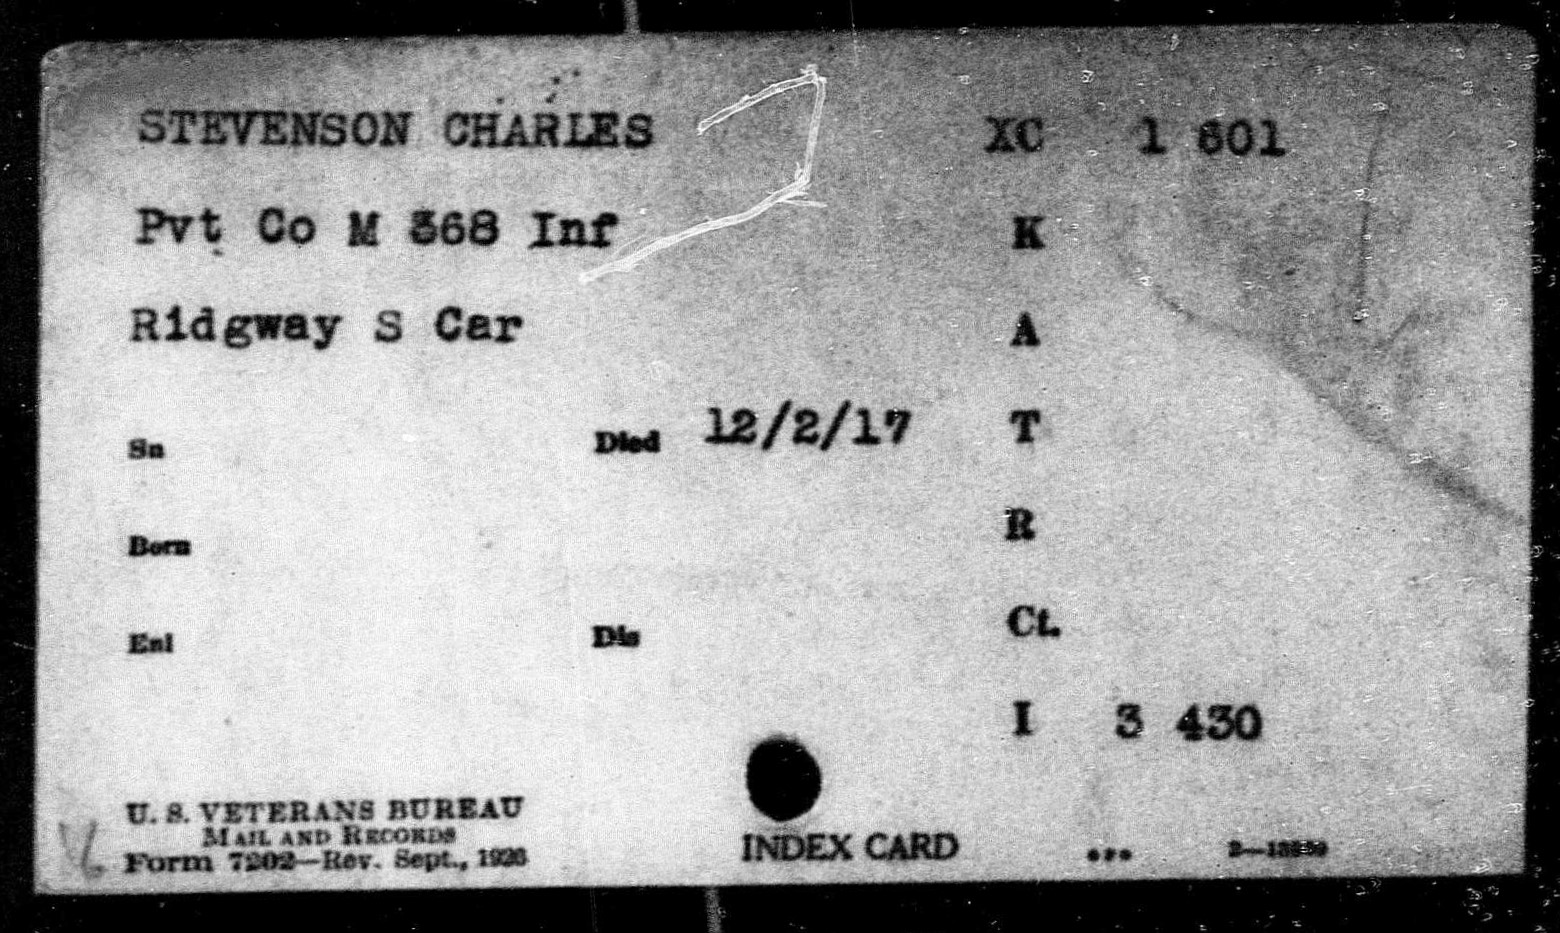 STEVENSON CHARLES XC 1 601
Pvt Co M 368 Inf K
Ridgway S Car A
Sn Died 12/2/17 T
Born R
Enl Dis Ct.
I 3 430
U. S. VETERANS BUREAU
MAIL AND RECORDS
Form 7202—Rev. Sept., 1926
INDEX CARD